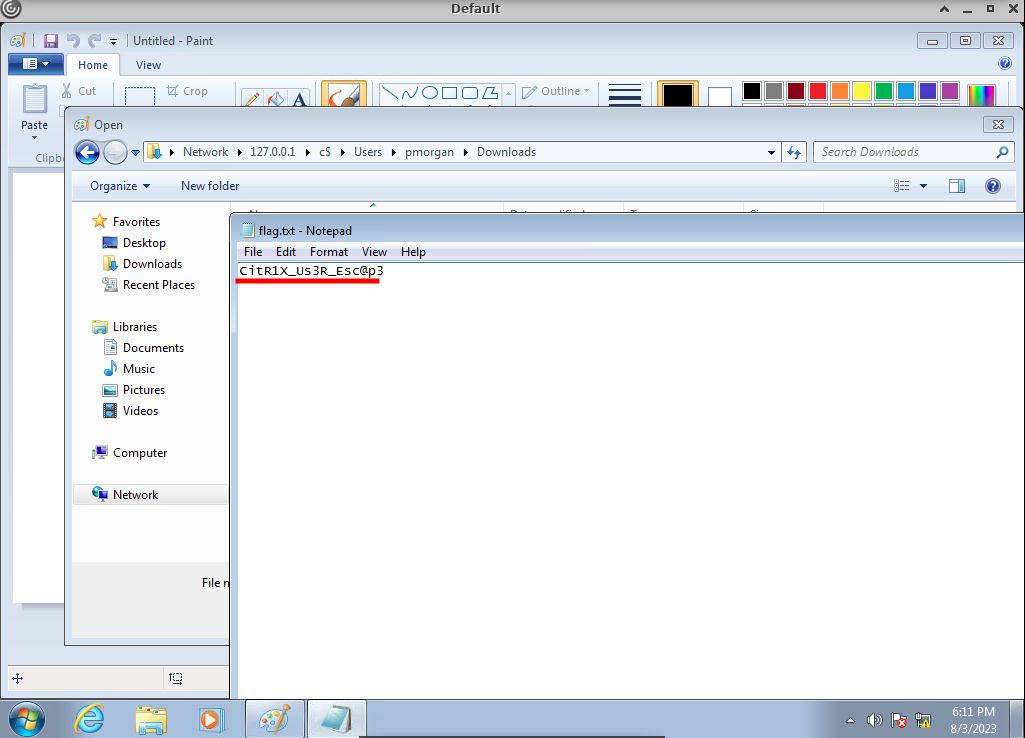 Default
Untitled - Paint
Home View
Cut
Crop
Outline
Paste
Open
Network 127.0.0.1 c$ Users pmorgan Downloads
Search Downloads
Organize New folder
Favorites
Desktop
Downloads
Recent Places
Libraries
Documents
Music
Pictures
Videos
Computer
Network
flag.txt - Notepad
File Edit Format View Help
CitR1X_Us3R_Esc@p3
6:11 PM
8/3/2023